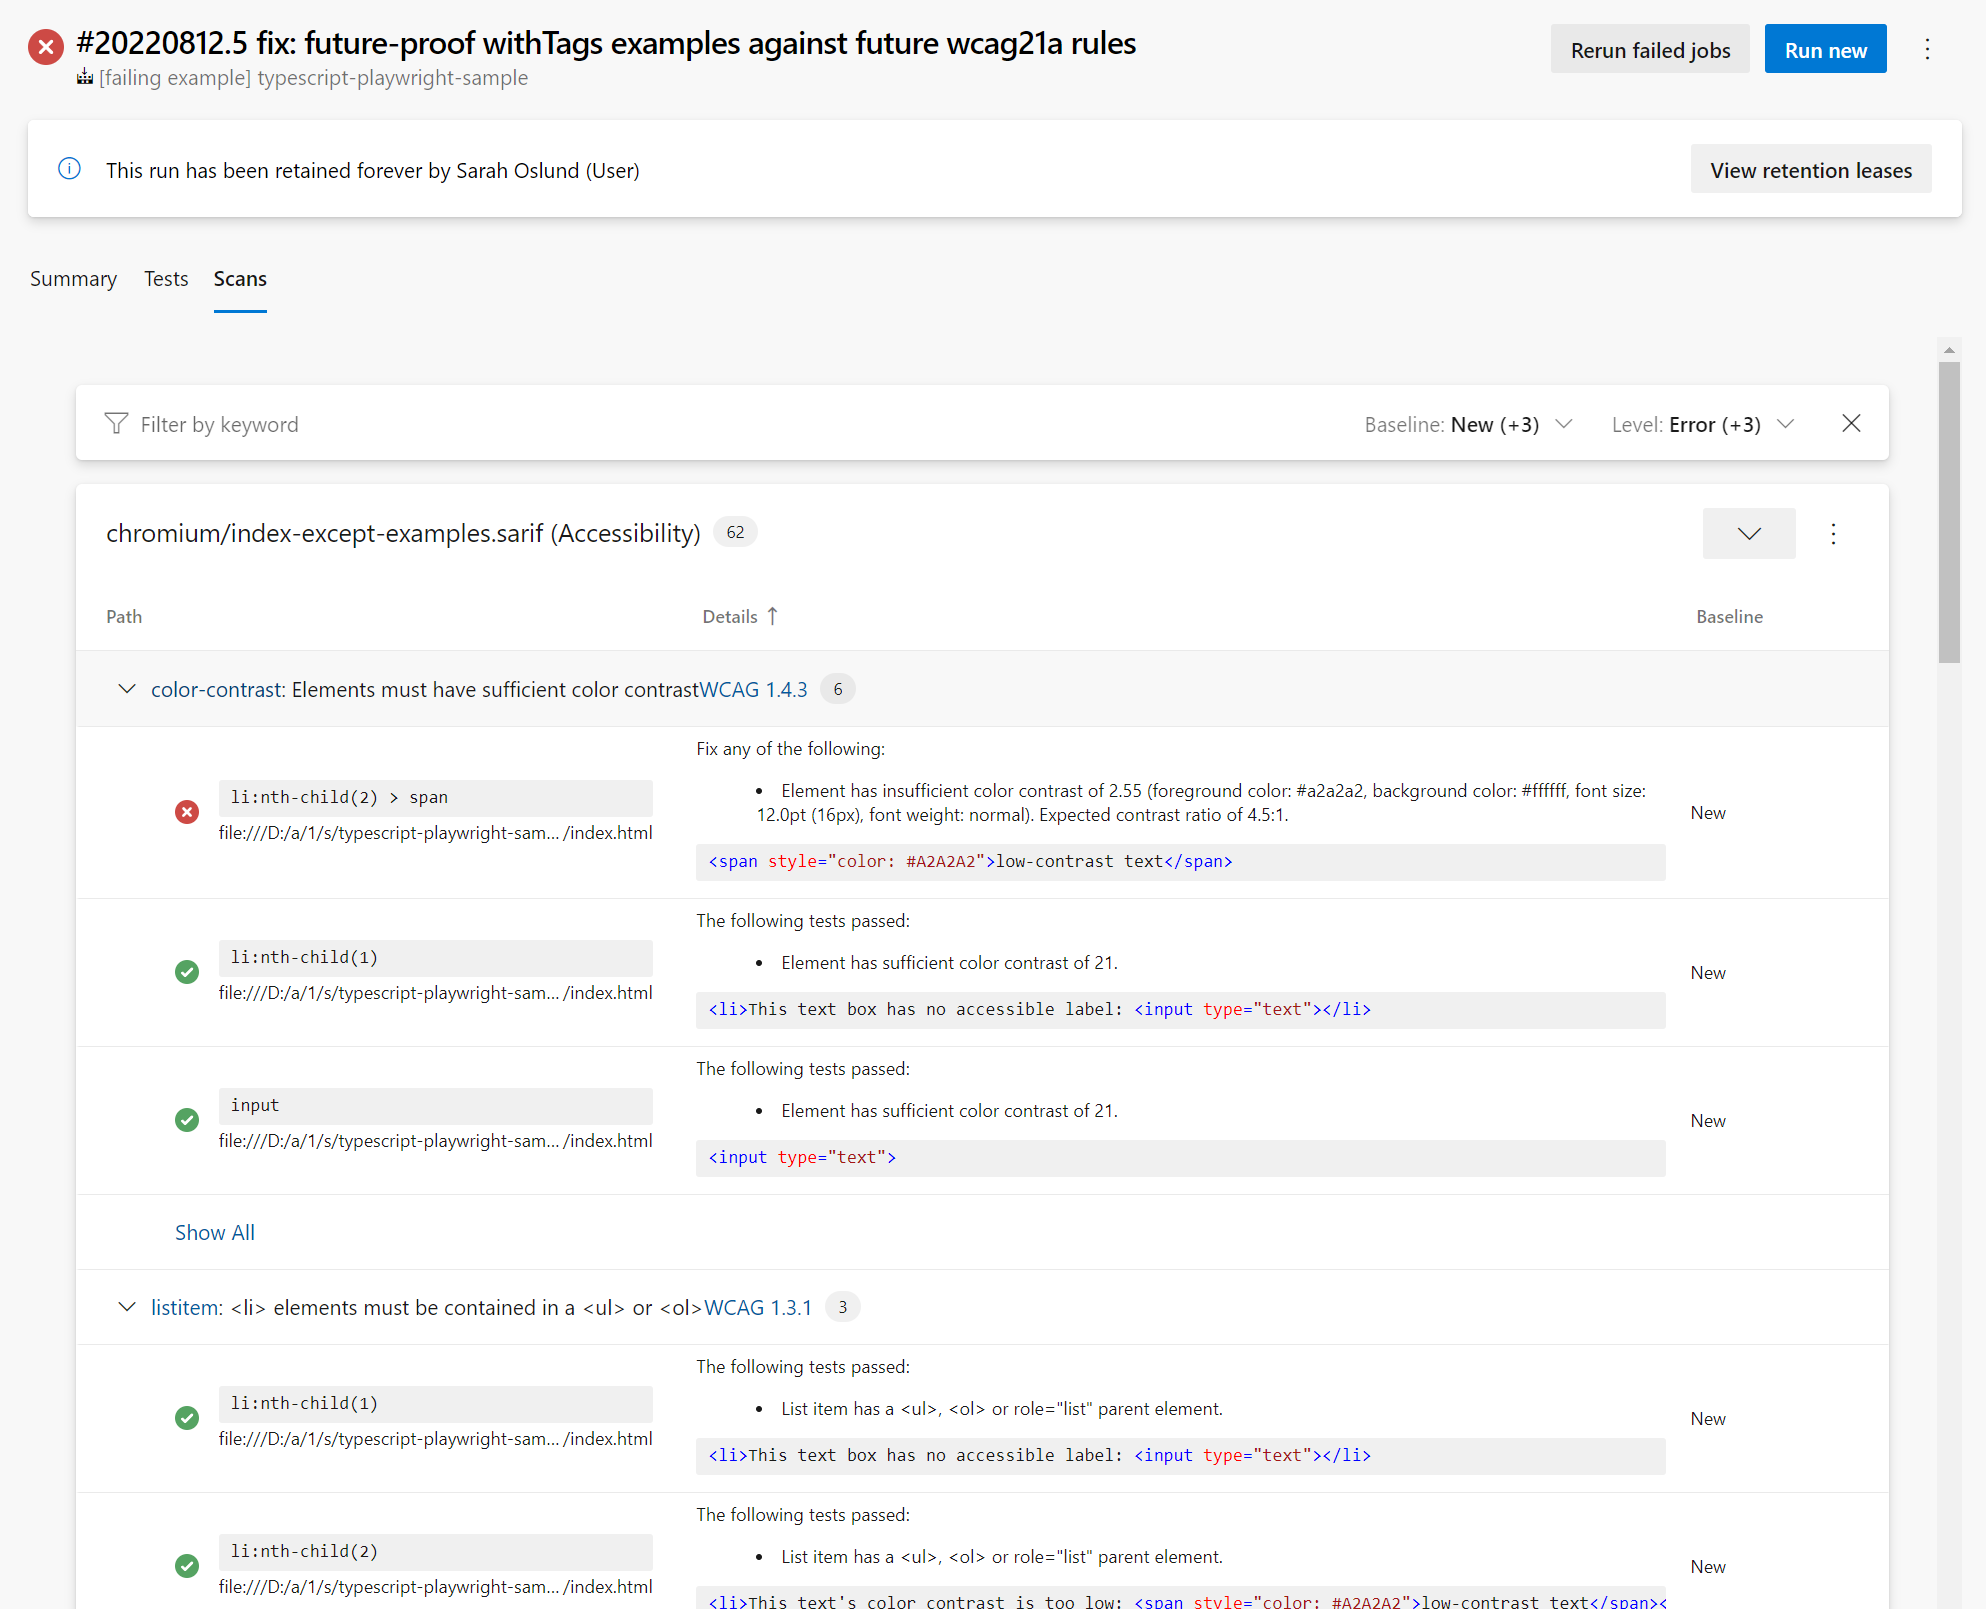 #20220812.5 fix: future-proof withTags examples against future wcag21a rules
[failing example] typescript-playwright-sample
Rerun failed jobs
Run new
This run has been retained forever by Sarah Oslund (User)
View retention leases
Summary
Tests
Scans
Filter by keyword
Baseline: New (+3)
Level: Error (+3)
chromium/index-except-examples.sarif (Accessibility) 62
Path
Details ↑
Baseline
color-contrast: Elements must have sufficient color contrastWCAG 1.4.3 6
li:nth-child(2) > span
file:///D:/a/1/s/typescript-playwright-sam... /index.html
Fix any of the following:
• Element has insufficient color contrast of 2.55 (foreground color: #a2a2a2, background color: #ffffff, font size:
12.0pt (16px), font weight: normal). Expected contrast ratio of 4.5:1.
<span style="color: #A2A2A2">low-contrast text</span>
New
li:nth-child(1)
file:///D:/a/1/s/typescript-playwright-sam... /index.html
The following tests passed:
• Element has sufficient color contrast of 21.
<li>This text box has no accessible label: <input type="text"></li>
New
input
file:///D:/a/1/s/typescript-playwright-sam... /index.html
The following tests passed:
• Element has sufficient color contrast of 21.
<input type="text">
New
Show All
listitem: <li> elements must be contained in a <ul> or <ol>WCAG 1.3.1 3
li:nth-child(1)
file:///D:/a/1/s/typescript-playwright-sam... /index.html
The following tests passed:
• List item has a <ul>, <ol> or role="list" parent element.
<li>This text box has no accessible label: <input type="text"></li>
New
li:nth-child(2)
file:///D:/a/1/s/typescript-playwright-sam... /index.html
The following tests passed:
• List item has a <ul>, <ol> or role="list" parent element.
<li>This text's color contrast is too low: <span style="color: #A2A2A2">low-contrast text</span><
New